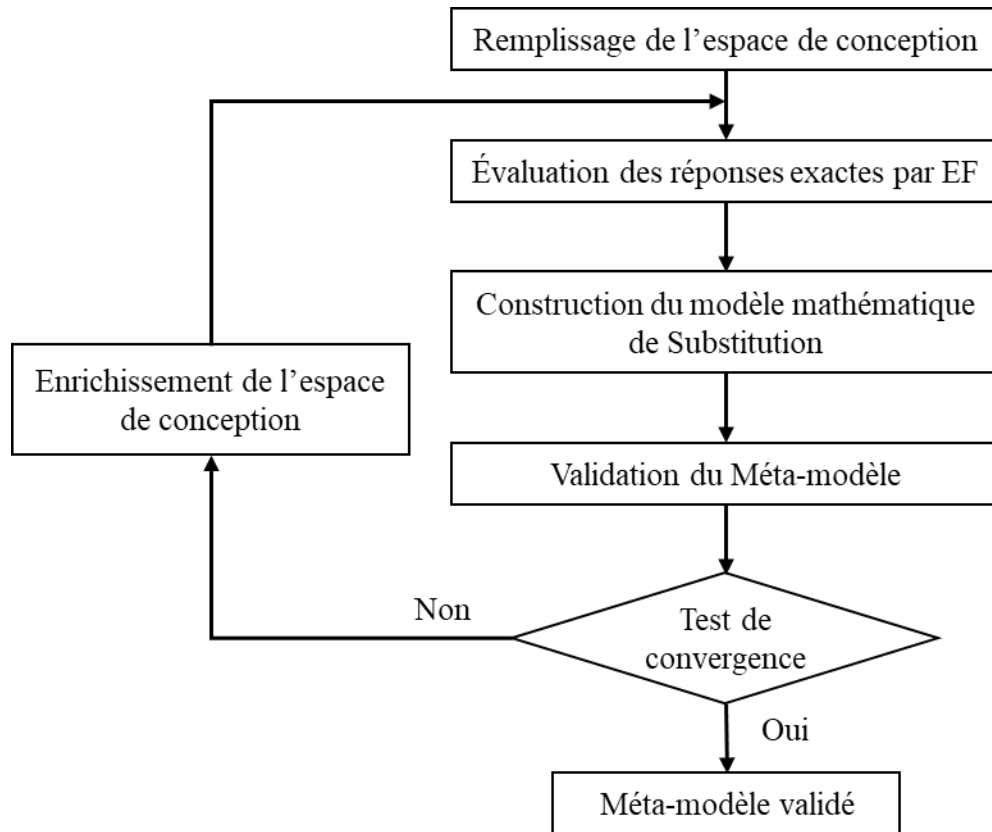 Remplissage de l’espace de conception
Évaluation des réponses exactes par EF
Construction du modèle mathématique
de Substitution
Enrichissement de l’espace
de conception
Validation du Méta-modèle
Non
Test de
convergence
Oui
Méta-modèle validé